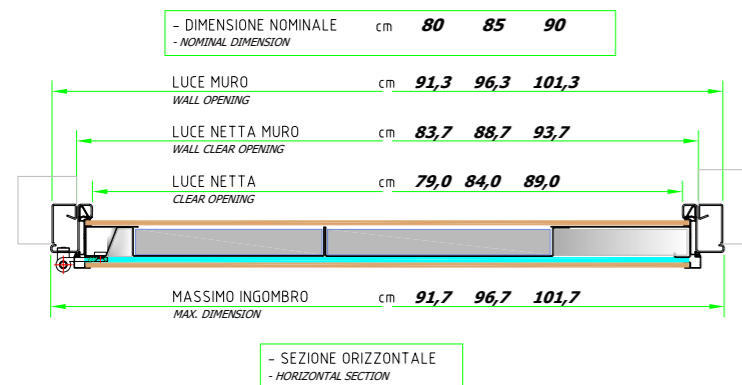 - DIMENSIONE NOMINALE cm 80 85 90
- NOMINAL DIMENSION
LUCE MURO cm 91,3 96,3 101,3
WALL OPENING
LUCE NETTA MURO cm 83,7 88,7 93,7
WALL CLEAR OPENING
LUCE NETTA cm 79,0 84,0 89,0
CLEAR OPENING
MASSIMO INGOMBRO cm 91,7 96,7 101,7
MAX. DIMENSION
- SEZIONE ORIZZONTALE
- HORIZONTAL SECTION